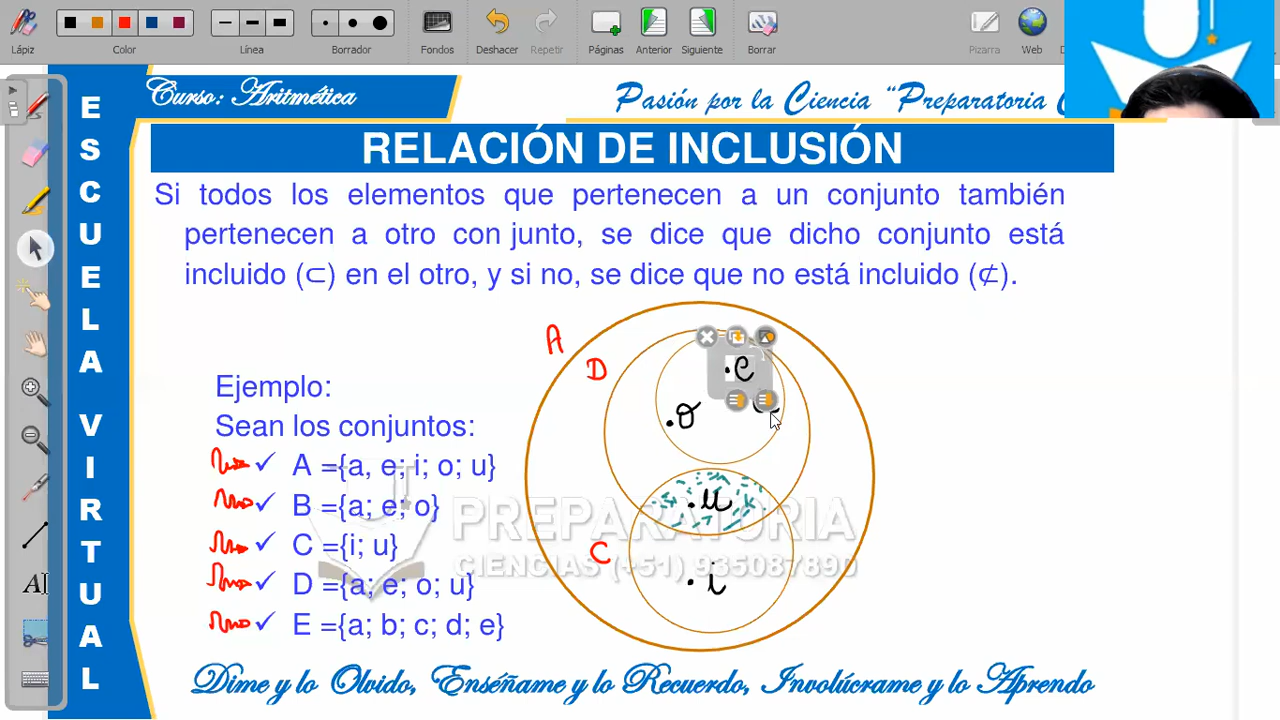 Lápiz
Color
Línea
Borrador
Fondos
Deshacer
Repetir
Páginas
Anterior
Siguiente
Borrar
Pizarra
Web
Curso: Aritmética
Pasión por la Ciencia "Preparatoria
ESCUELA VIRTUAL
RELACIÓN DE INCLUSIÓN
Si todos los elementos que pertenecen a un conjunto también
pertenecen a otro con junto, se dice que dicho conjunto está
incluido (⊂) en el otro, y si no, se dice que no está incluido (⊄).
A
D
.e
.o
.u
C
.i
Ejemplo:
Sean los conjuntos:
✓ A ={a, e; i; o; u}
✓ B ={a; e; o}
✓ C ={i; u}
✓ D ={a; e; o; u}
✓ E ={a; b; c; d; e}
PREPARATORIA
CIENCIAS (+51) 935087890
Dime y lo Olvido, Enséñame y lo Recuerdo, Involúcrame y lo Aprendo
AI